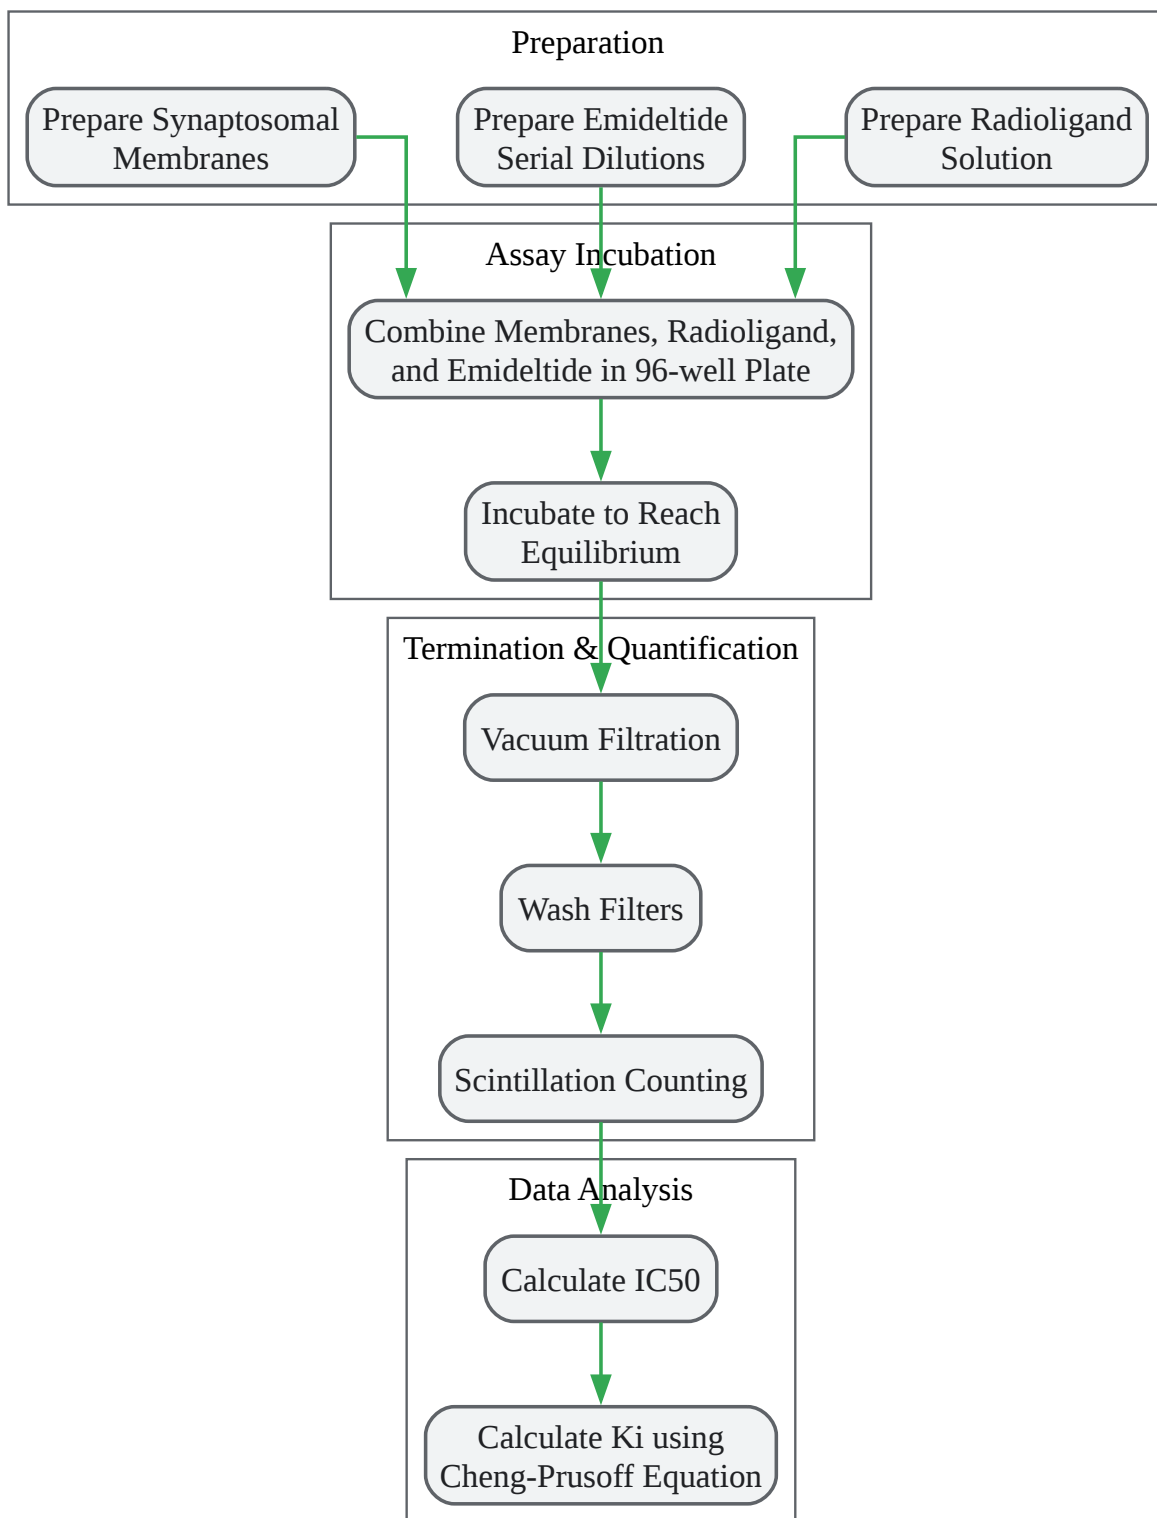 Preparation
Prepare Synaptosomal
Membranes
Prepare Emideltide
Serial Dilutions
Prepare Radioligand
Solution
Assay Incubation
Combine Membranes, Radioligand,
and Emideltide in 96-well Plate
Incubate to Reach
Equilibrium
Termination & Quantification
Vacuum Filtration
Wash Filters
Scintillation Counting
Data Analysis
Calculate IC50
Calculate Ki using
Cheng-Prusoff Equation